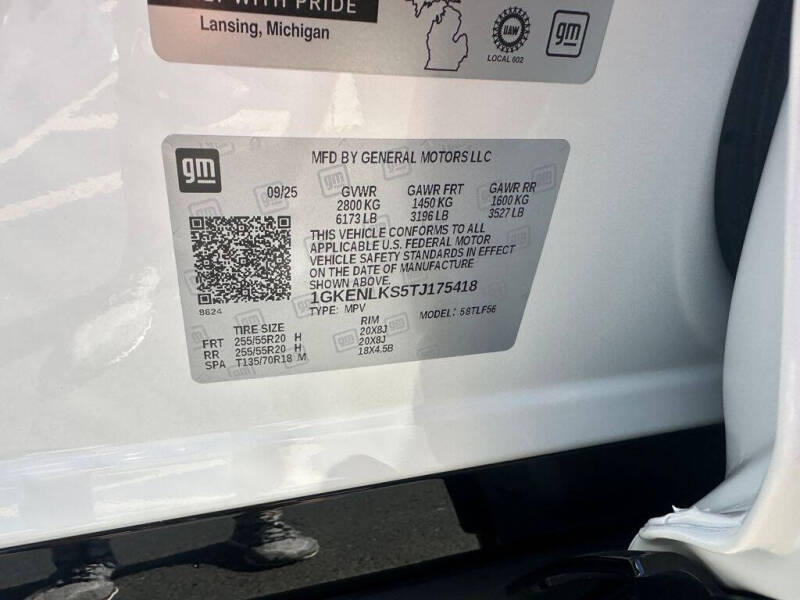 WITH PRIDE
Lansing, Michigan
UAW
LOCAL 602
gm
gm
MFD BY GENERAL MOTORS LLC
09/25 GVWR GAWR FRT GAWR RR
2800 KG 1450 KG 1600 KG
6173 LB 3196 LB 3527 LB
THIS VEHICLE CONFORMS TO ALL
APPLICABLE U.S. FEDERAL MOTOR
VEHICLE SAFETY STANDARDS IN EFFECT
ON THE DATE OF MANUFACTURE
SHOWN ABOVE.
8624
1GKENLKS5TJ175418
TYPE: MPV MODEL: 58TLF56
TIRE SIZE RIM
FRT 255/55R20 H 20X8J
RR 255/55R20 H 20X8J
SPA T135/70R18 M 18X4.5B